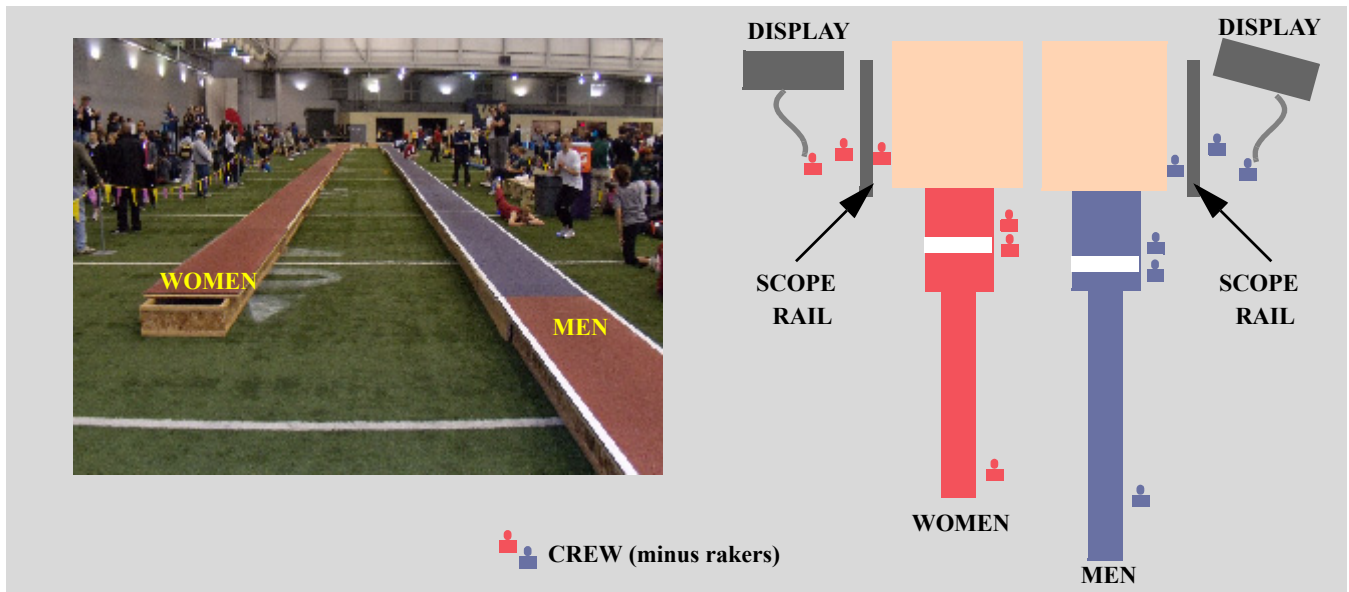 DISPLAY
DISPLAY
WOMEN
MEN
SCOPE
RAIL
SCOPE
RAIL
WOMEN
CREW (minus rakers)
MEN